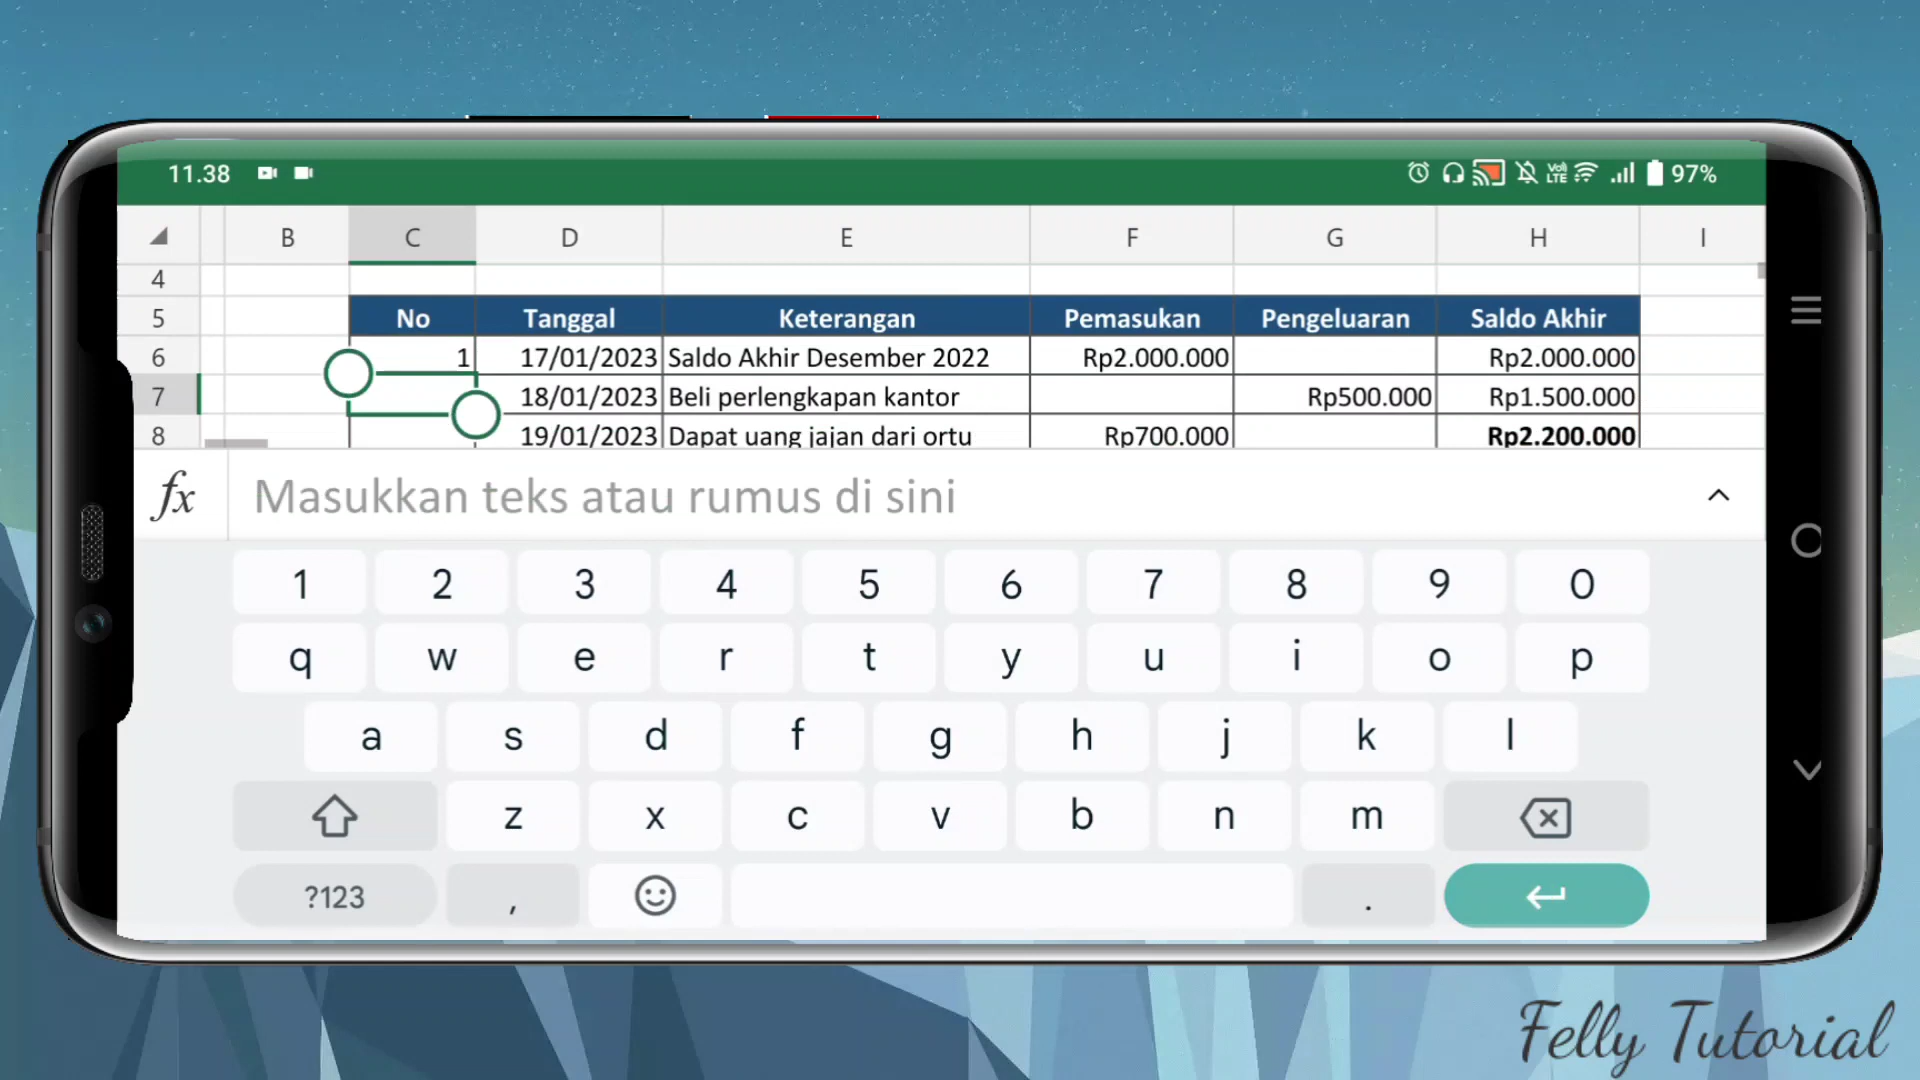 11.38 Vo) LTE 97%
B C D E F G H I
4
5 No Tanggal Keterangan Pemasukan Pengeluaran Saldo Akhir
6 1 17/01/2023 Saldo Akhir Desember 2022 Rp2.000.000 Rp2.000.000
7 18/01/2023 Beli perlengkapan kantor Rp500.000 Rp1.500.000
8 19/01/2023 Dapat uang jajan dari ortu Rp700.000 Rp2.200.000
fx Masukkan teks atau rumus di sini
1 2 3 4 5 6 7 8 9 0
q w e r t y u i o p
a s d f g h j k l
z x c v b n m
?123 , .
Felly Tutorial